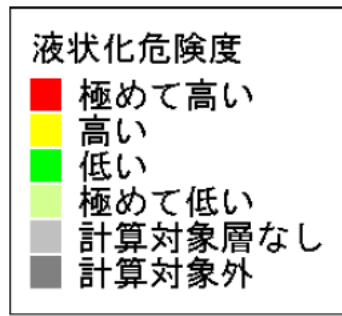 液状化危険度
極めて高い
高い
低い
極めて低い
計算対象層なし
計算対象外